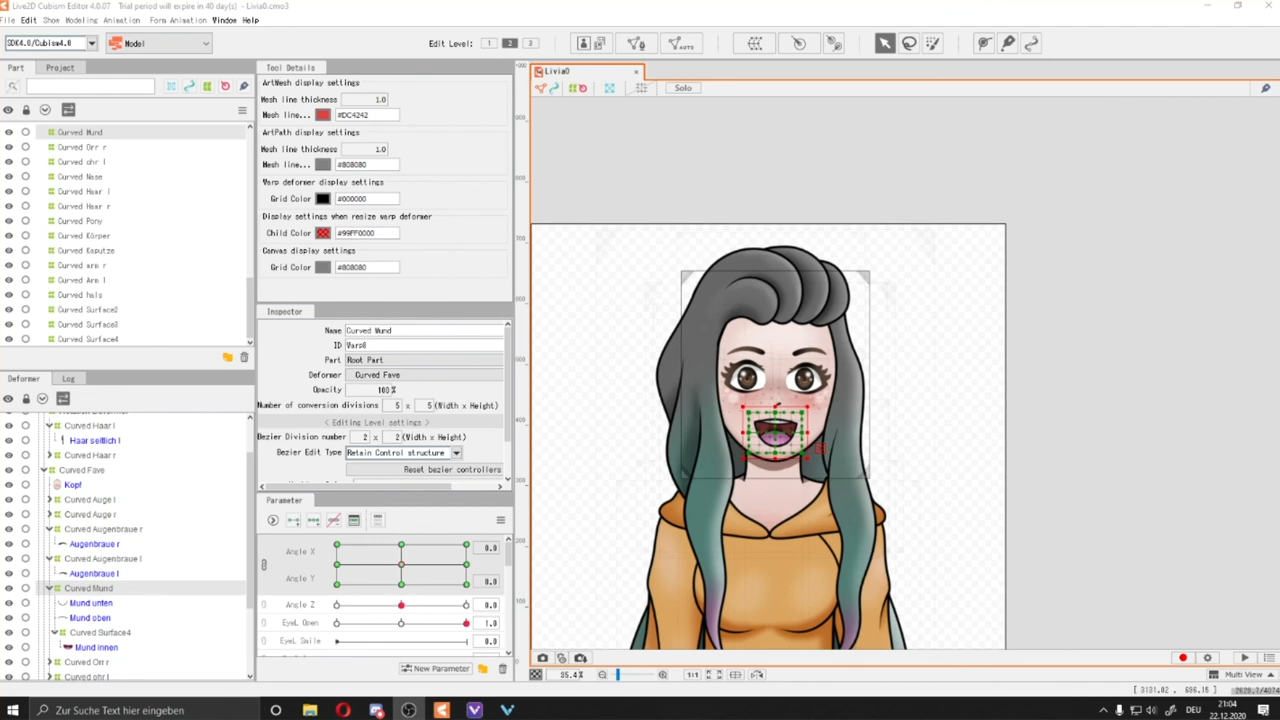 Live2D Cubism Editor 4.0.07 Trial period will expire in 40 day(s) - Livia0.cmo3
File Edit Show Modeling Animation Form Animation Window Help
SDK4.0/Cubism4.0 Model Edit Level: 1 2 3 AUTO
Part Project
Curved Mund
Curved Orr r
Curved ohr l
Curved Nase
Curved Haar l
Curved Haar r
Curved Pony
Curved Körper
Curved Kaputze
Curved arm r
Curved Arm l
Curved hals
Curved Surface2
Curved Surface3
Curved Surface4
Deformer Log
Curved Haar l
Haar seitlich l
Curved Haar r
Curved Fave
Kopf
Curved Auge l
Curved Auge r
Curved Augenbraue r
Augenbraue r
Curved Augenbraue l
Augenbraue l
Curved Mund
Mund unten
Mund oben
Curved Surface4
Mund innen
Curved Orr r
Curved ohr l
Tool Details
ArtMesh display settings
Mesh line thickness 1.0
Mesh line... #DC4242
ArtPath display settings
Mesh line thickness 1.0
Mesh line... #808080
Warp deformer display settings
Grid Color #000000
Display settings when resize warp deformer
Child Color #99FF0000
Canvas display settings
Grid Color #808080
Inspector
Name Curved Mund
ID Warp8
Part Root Part
Deformer Curved Fave
Opacity 100%
Number of conversion divisions 5 x 5 (Width x Height)
< Editing Level settings >
Bezier Division number 2 x 2 (Width x Height)
Bezier Edit Type Retain Control structure
Reset bezier controllers
Parameter
Angle X 0.0
Angle Y 0.0
Angle Z 0.0
EyeL Open 1.0
EyeL Smile 0.0
New Parameter
Livia0
Solo
35.4% 1:1
Multi View
Zur Suche Text hier eingeben
DEU
21:04
22.12.2020